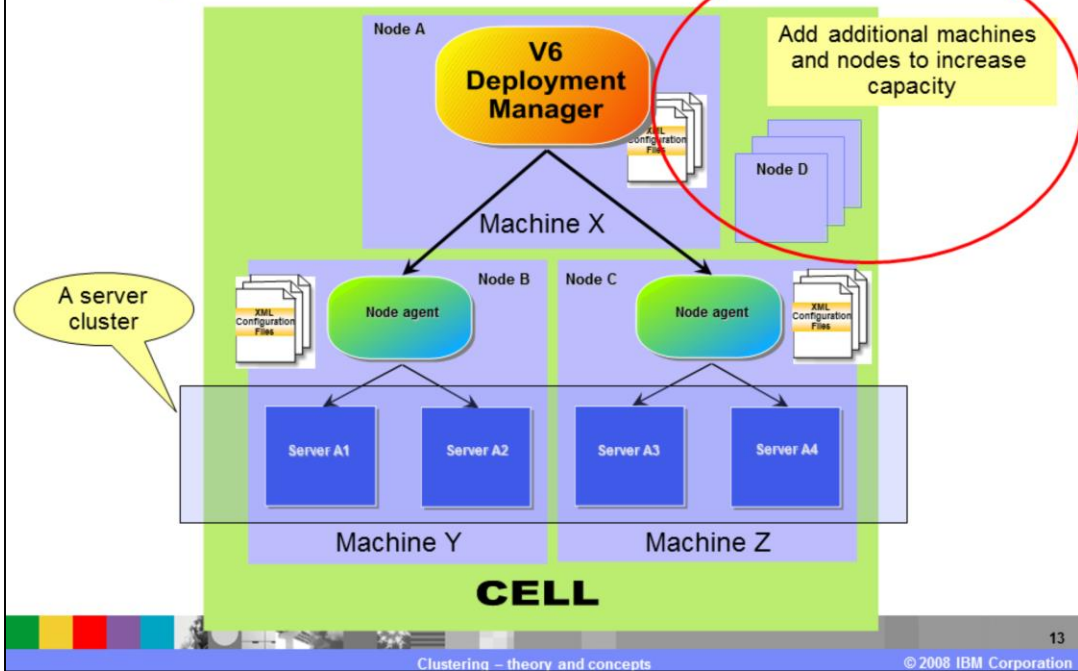 Node A
V6
Deployment
Manager
XML
Configuration
Files
Add additional machines
and nodes to increase
capacity
Node D
Machine X
A server
cluster
XML
Configuration
Files
Node B
Node agent
Node C
Node agent
XML
Configuration
Files
Server A1
Server A2
Server A3
Server A4
Machine Y
Machine Z
CELL
13
Clustering – theory and concepts
© 2008 IBM Corporation